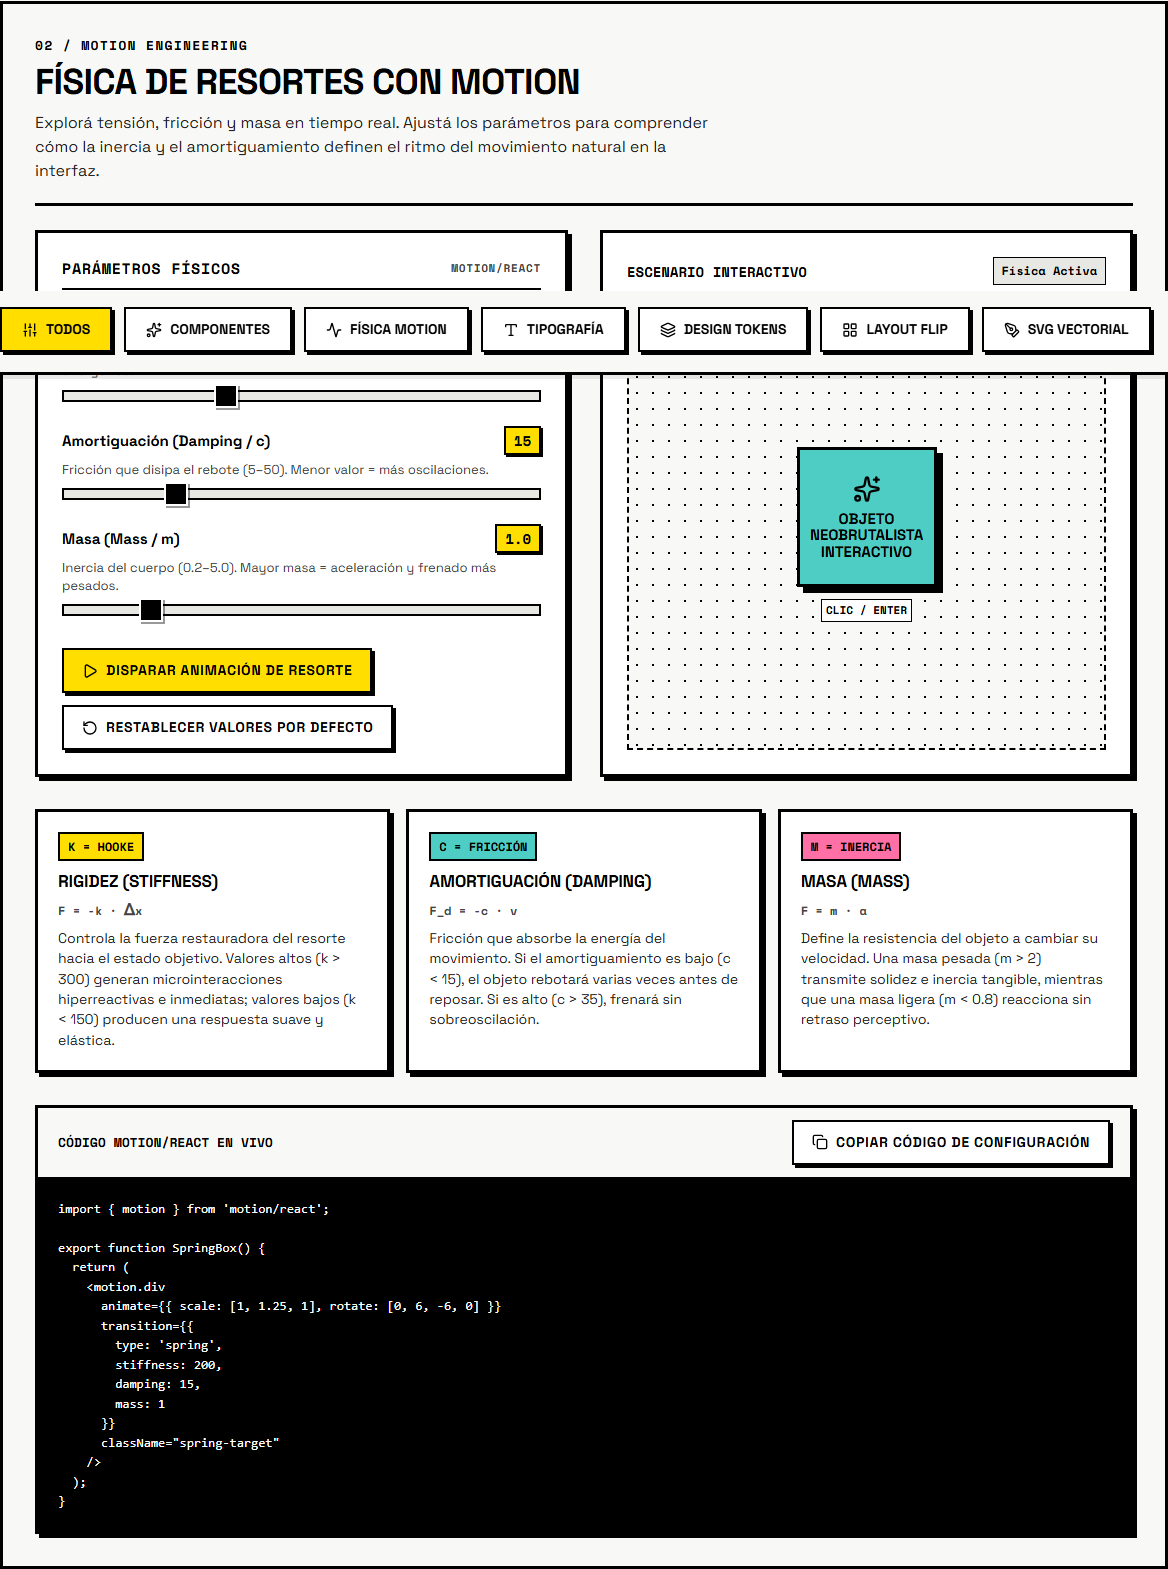 02 / MOTION ENGINEERING
FÍSICA DE RESORTES CON MOTION
Explorá tensión, fricción y masa en tiempo real. Ajustá los parámetros para comprender
cómo la inercia y el amortiguamiento definen el ritmo del movimiento natural en la
interfaz.
PARÁMETROS FÍSICOS
MOTION/REACT
ESCENARIO INTERACTIVO
Física Activa
TODOS
COMPONENTES
FÍSICA MOTION
TIPOGRAFÍA
DESIGN TOKENS
LAYOUT FLIP
SVG VECTORIAL
Amortiguación (Damping / c)
15
Fricción que disipa el rebote (5–50). Menor valor = más oscilaciones.
Masa (Mass / m)
1.0
Inercia del cuerpo (0.2–5.0). Mayor masa = aceleración y frenado más
pesados.
DISPARAR ANIMACIÓN DE RESORTE
RESTABLECER VALORES POR DEFECTO
OBJETO
NEOBRUTALISTA
INTERACTIVO
CLIC / ENTER
K = HOOKE
RIGIDEZ (STIFFNESS)
F = -k · Δx
Controla la fuerza restauradora del resorte
hacia el estado objetivo. Valores altos (k >
300) generan microinteracciones
hiperreactivas e inmediatas; valores bajos (k
< 150) producen una respuesta suave y
elástica.
C = FRICCIÓN
AMORTIGUACIÓN (DAMPING)
F_d = -c · v
Fricción que absorbe la energía del
movimiento. Si el amortiguamiento es bajo (c
< 15), el objeto rebotará varias veces antes de
reposar. Si es alto (c > 35), frenará sin
sobreoscilación.
M = INERCIA
MASA (MASS)
F = m · a
Define la resistencia del objeto a cambiar su
velocidad. Una masa pesada (m > 2)
transmite solidez e inercia tangible, mientras
que una masa ligera (m < 0.8) reacciona sin
retraso perceptivo.
CÓDIGO MOTION/REACT EN VIVO
COPIAR CÓDIGO DE CONFIGURACIÓN
import { motion } from 'motion/react';
export function SpringBox() {
return (
<motion.div
animate={{ scale: [1, 1.25, 1], rotate: [0, 6, -6, 0] }}
transition={{
type: 'spring',
stiffness: 200,
damping: 15,
mass: 1
}}
className="spring-target"
/>
);
}